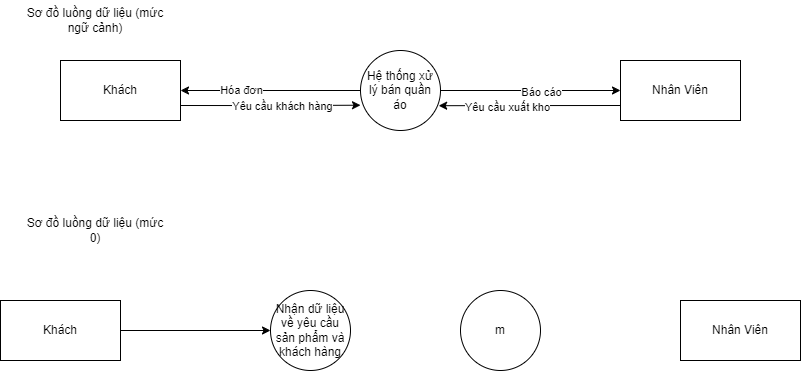 Sơ đồ luồng dữ liệu (mức
ngữ cảnh)
Khách
Hóa đơn
Yêu cầu khách hàng
Hệ thống xử
lý bán quần
áo
Báo cáo
Yêu cầu xuất kho
Nhân Viên
Sơ đồ luồng dữ liệu (mức
0)
Khách
Nhận dữ liệu
về yêu cầu
sản phẩm và
khách hàng
m
Nhân Viên